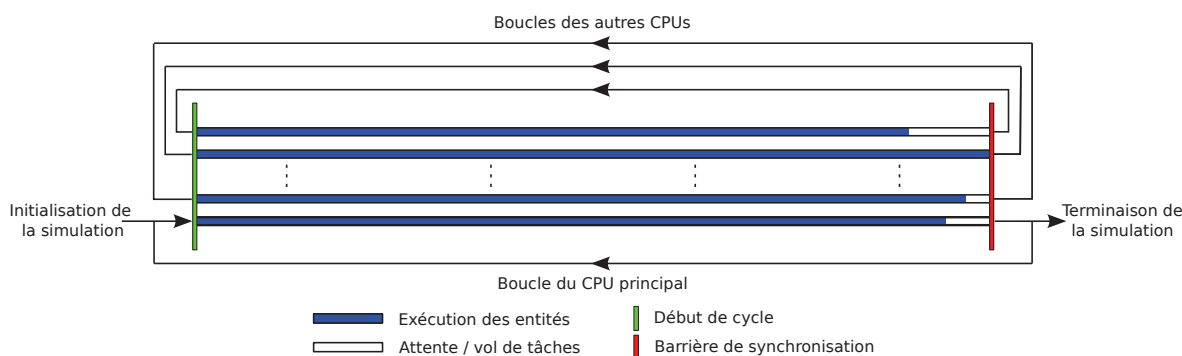 Boucles des autres CPUs
Initialisation de
la simulation
Terminaison de
la simulation
Boucle du CPU principal
Exécution des entités
Début de cycle
Attente / vol de tâches
Barrière de synchronisation